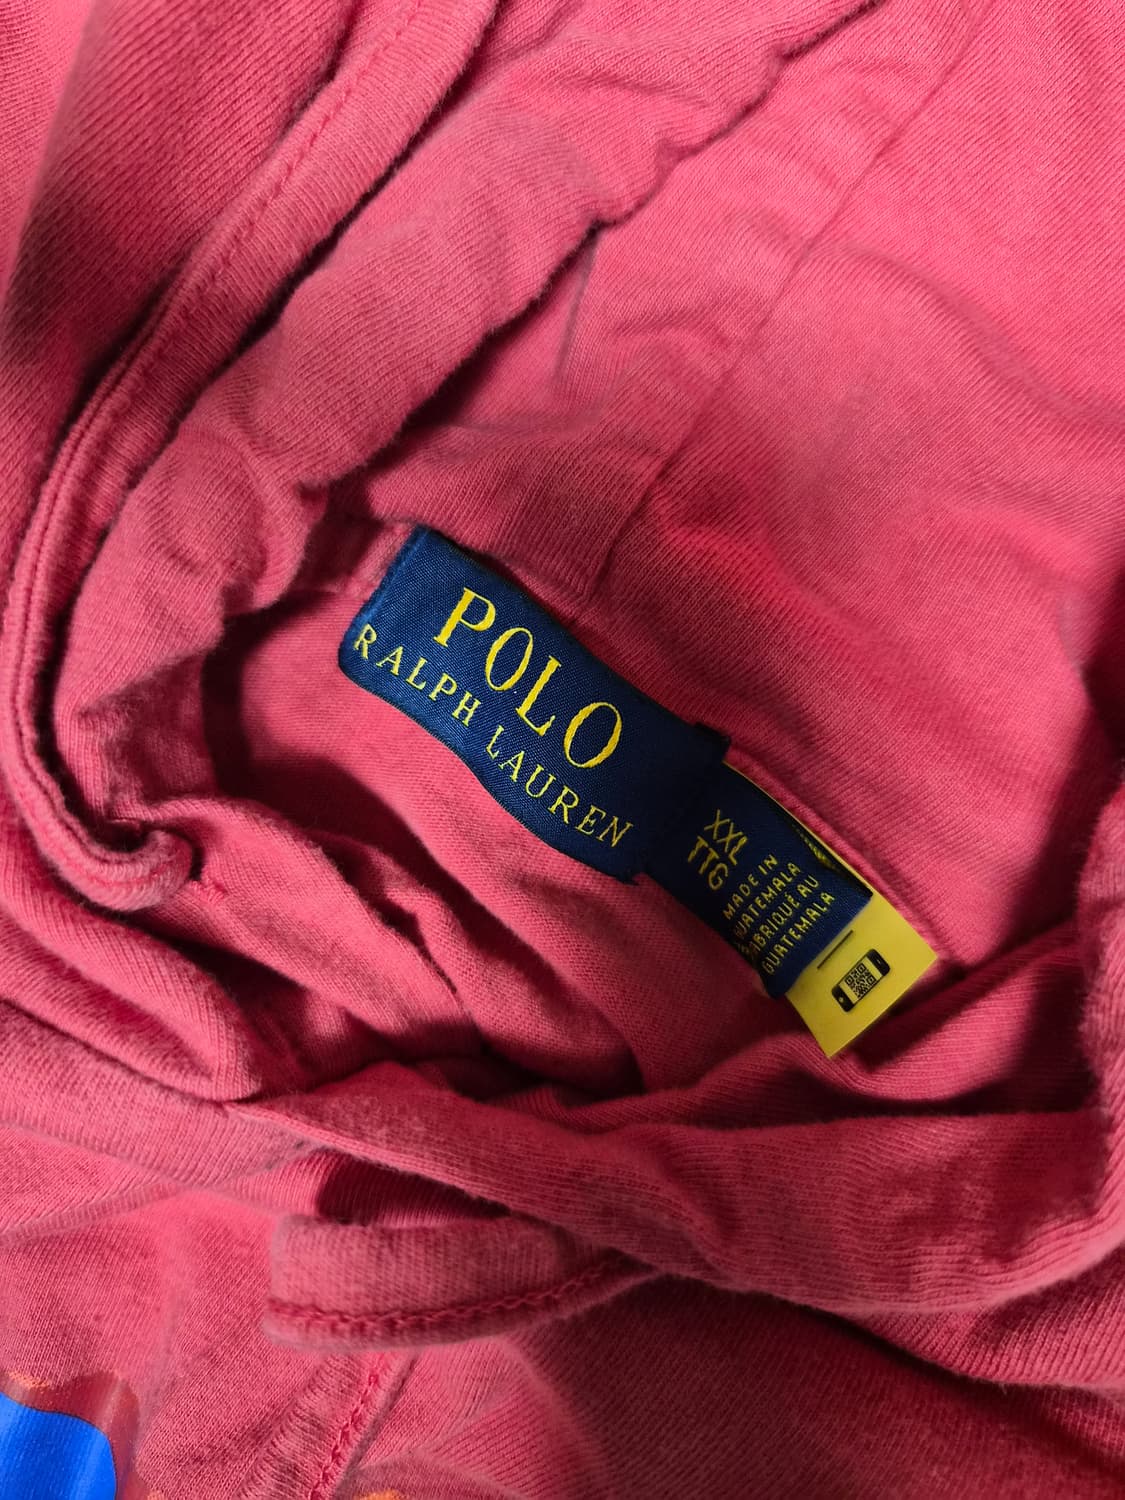 POLO
RALPH LAUREN
XXL
TTG
MADE IN
GUATEMALA
FABRIQUÉ AU
GUATEMALA